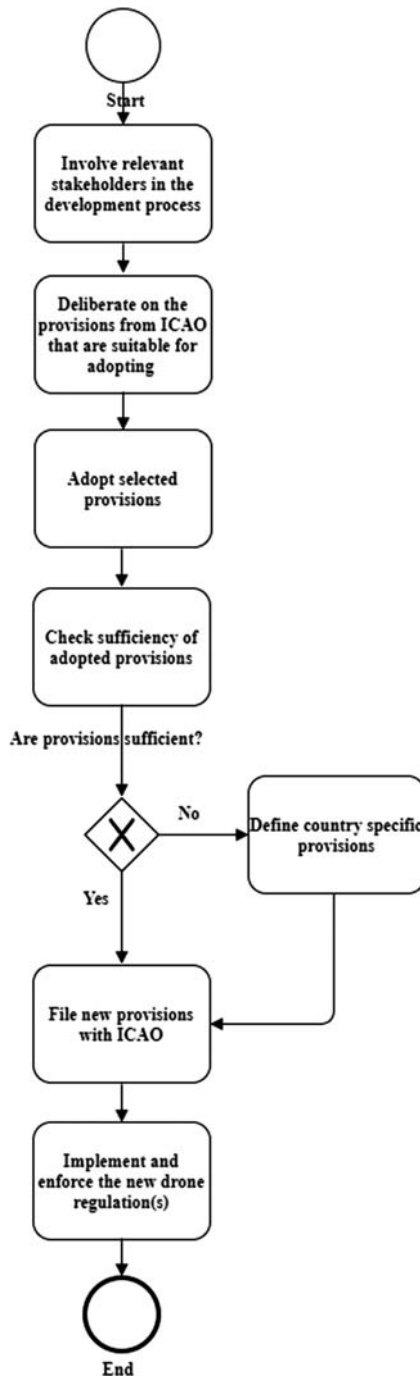 Start
Involve relevant
stakeholders in the
development process
Deliberate on the
provisions from ICAO
that are suitable for
adopting
Adopt selected
provisions
Check sufficiency of
adopted provisions
Are provisions sufficient?
No
Define country specific
provisions
Yes
File new provisions
with ICAO
Implement and
enforce the new drone
regulation(s)
End